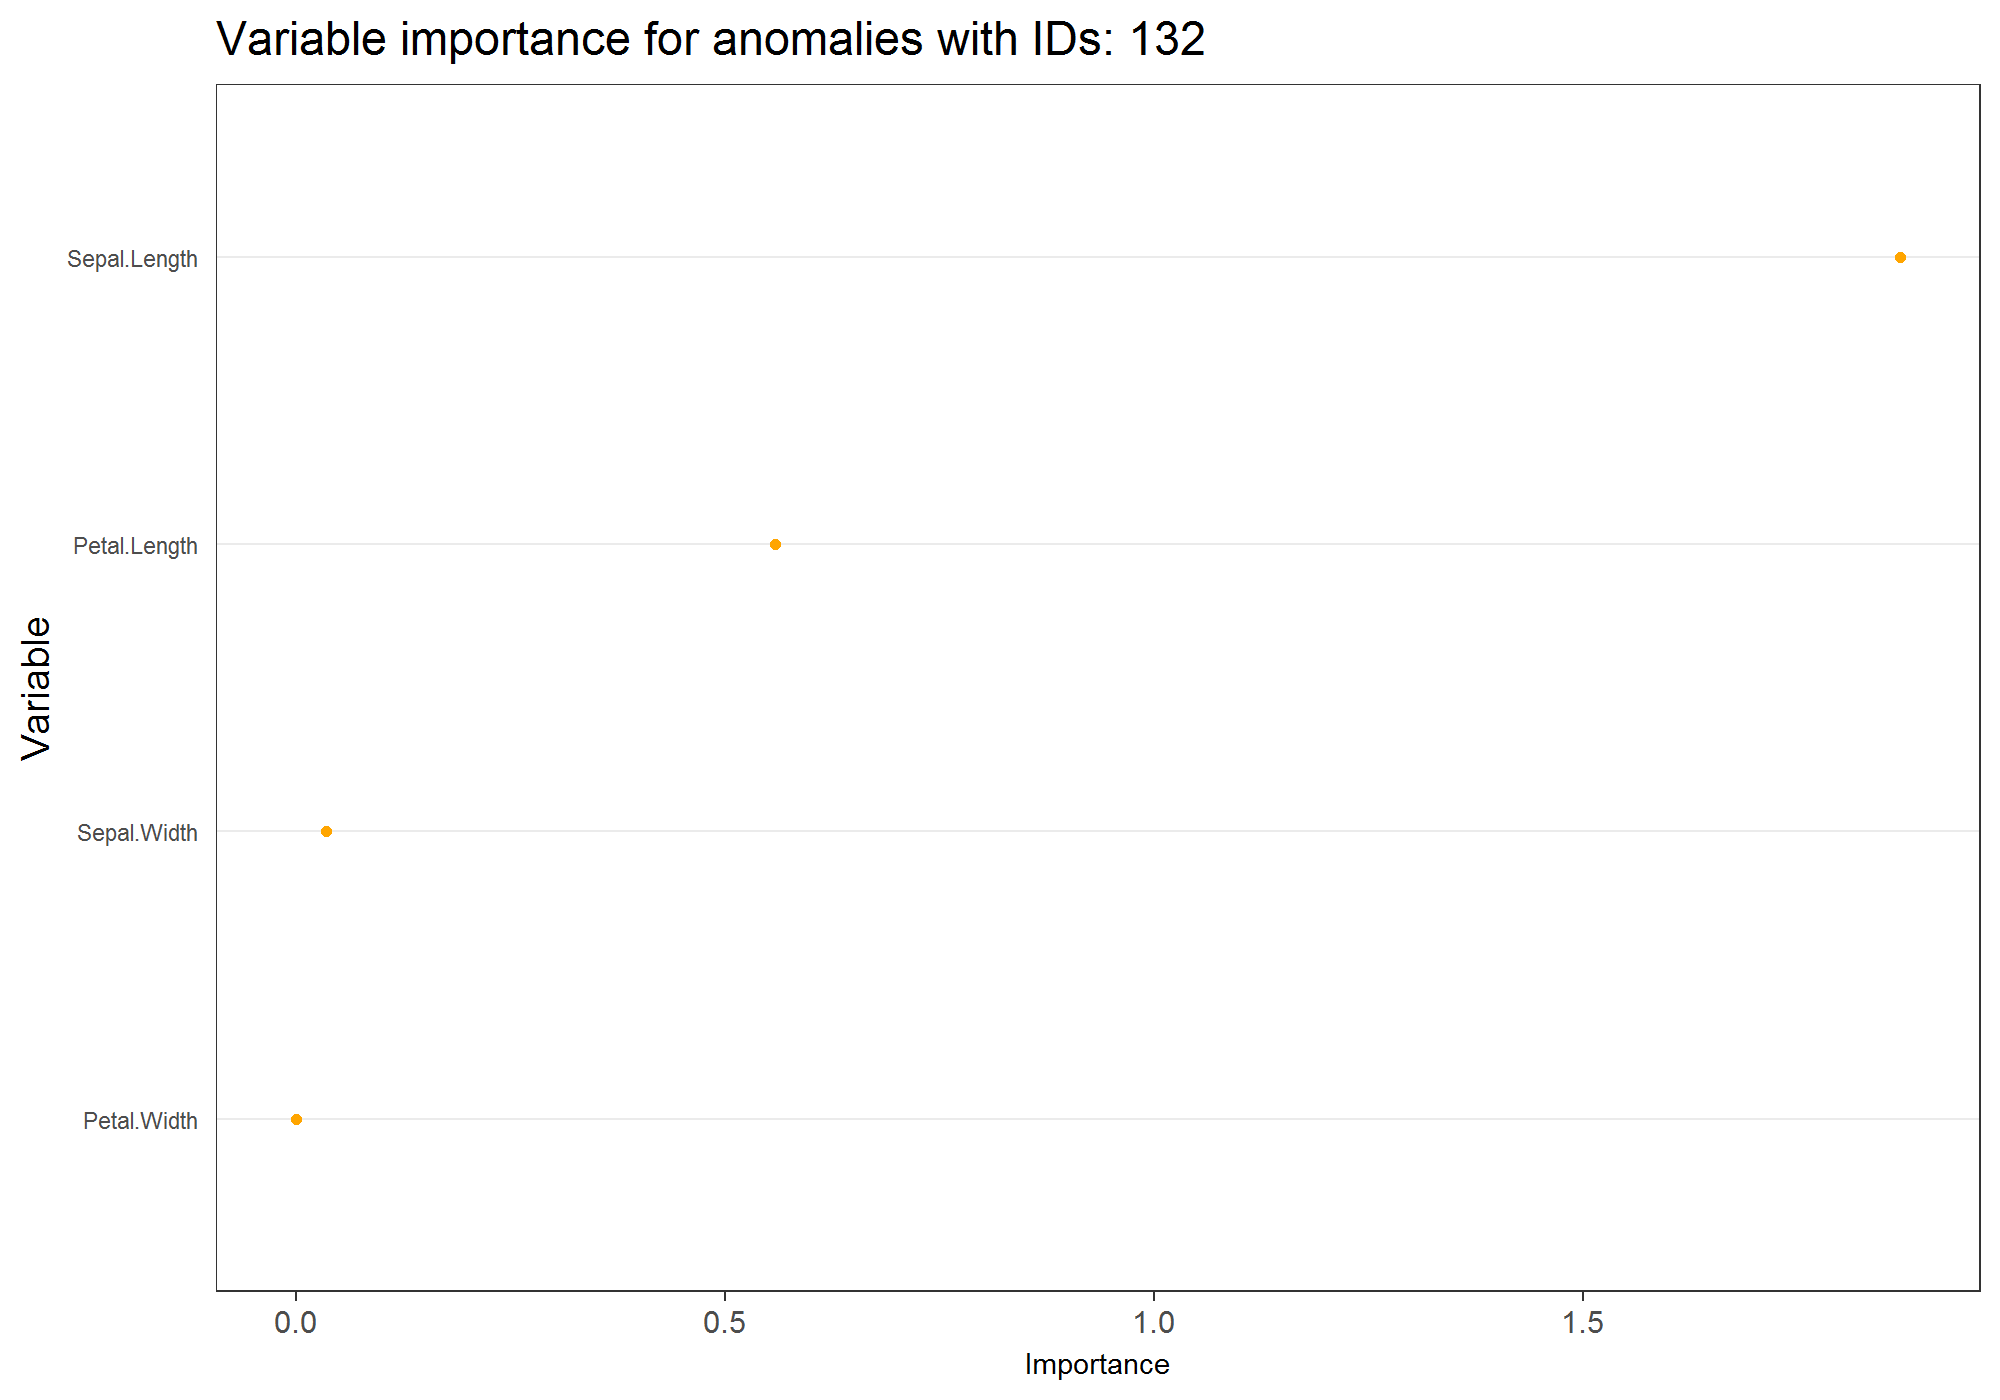 Variable importance for anomalies with IDs: 132
Variable
Sepal.Length
Petal.Length
Sepal.Width
Petal.Width
0.0 0.5 1.0 1.5
Importance